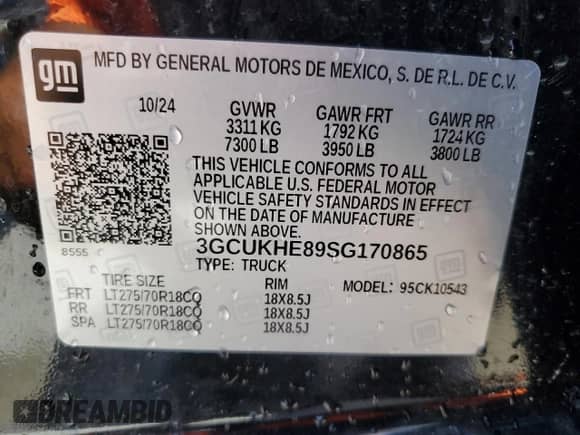 gm
MFD BY GENERAL MOTORS DE MEXICO, S. DE R.L. DE C.V.
10/24 GVWR GAWR FRT GAWR RR
3311 KG 1792 KG 1724 KG
7300 LB 3950 LB 3800 LB
THIS VEHICLE CONFORMS TO ALL
APPLICABLE U.S. FEDERAL MOTOR
VEHICLE SAFETY STANDARDS IN EFFECT
ON THE DATE OF MANUFACTURE
SHOWN ABOVE.
8555 3GCUKHE89SG170865
TYPE: TRUCK MODEL: 95CK10543
TIRE SIZE RIM
FRT LT275/70R18CQ 18X8.5J
RR LT275/70R18CQ 18X8.5J
SPA LT275/70R18CQ 18X8.5J
DREAMBID